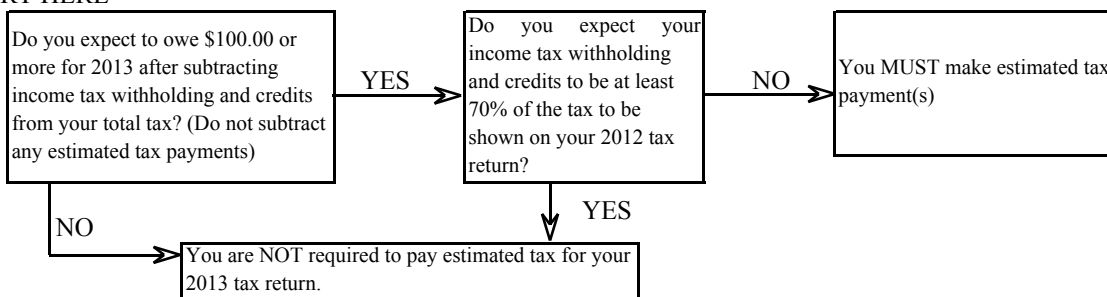 Do you expect to owe $100.00 or
more for 2013 after subtracting
income tax withholding and credits
from your total tax? (Do not subtract
any estimated tax payments)
YES
Do you expect your
income tax withholding
and credits to be at least
70% of the tax to be
shown on your 2012 tax
return?
NO
You MUST make estimated tax
payment(s)
NO
YES
You are NOT required to pay estimated tax for your
2013 tax return.